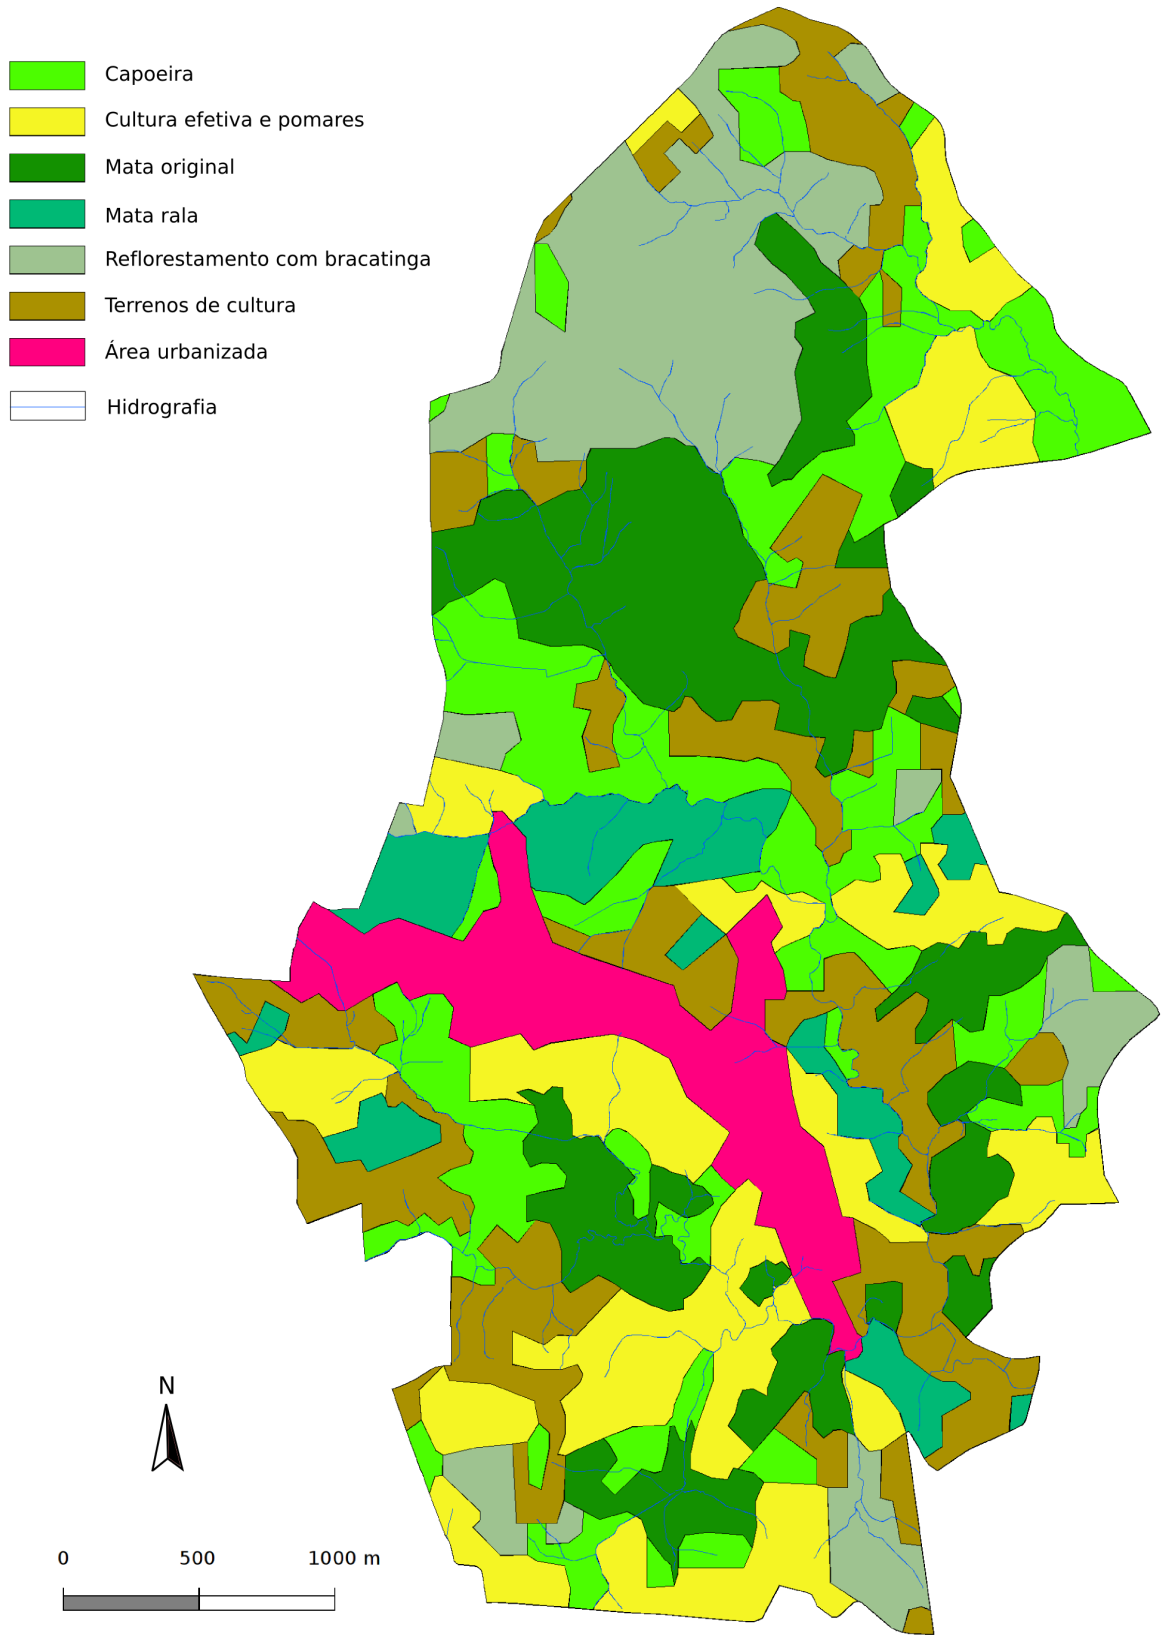 Capoeira
Cultura efetiva e pomares
Mata original
Mata rala
Reflorestamento com bracatinga
Terrenos de cultura
Área urbanizada
Hidrografia
N
0 500 1000 m